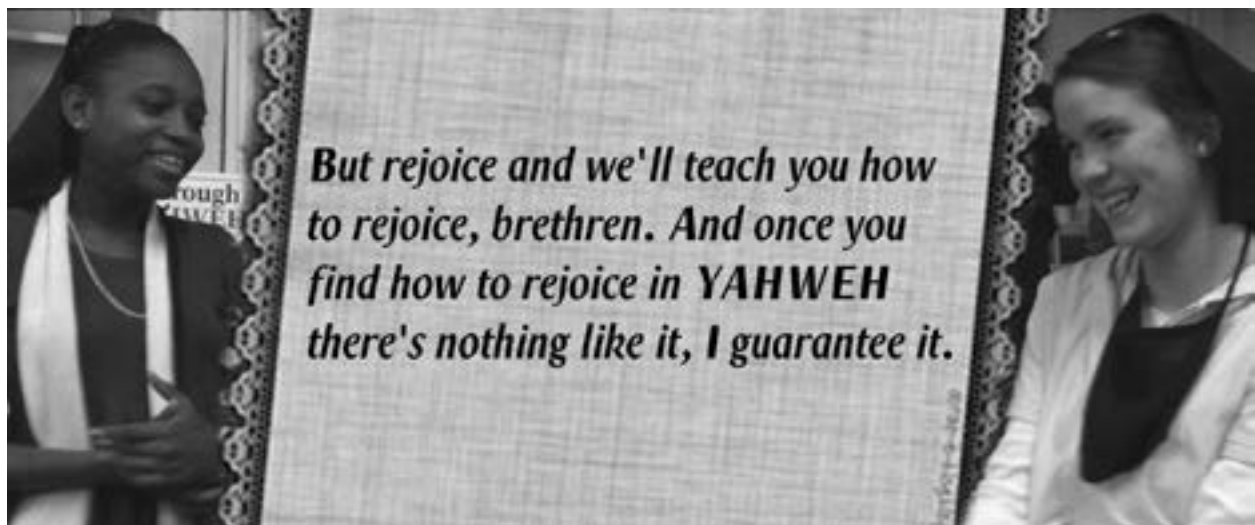 But rejoice and we'll teach you how
to rejoice, brethren. And once you
find how to rejoice in YAHWEH
there's nothing like it, I guarantee it.
rough